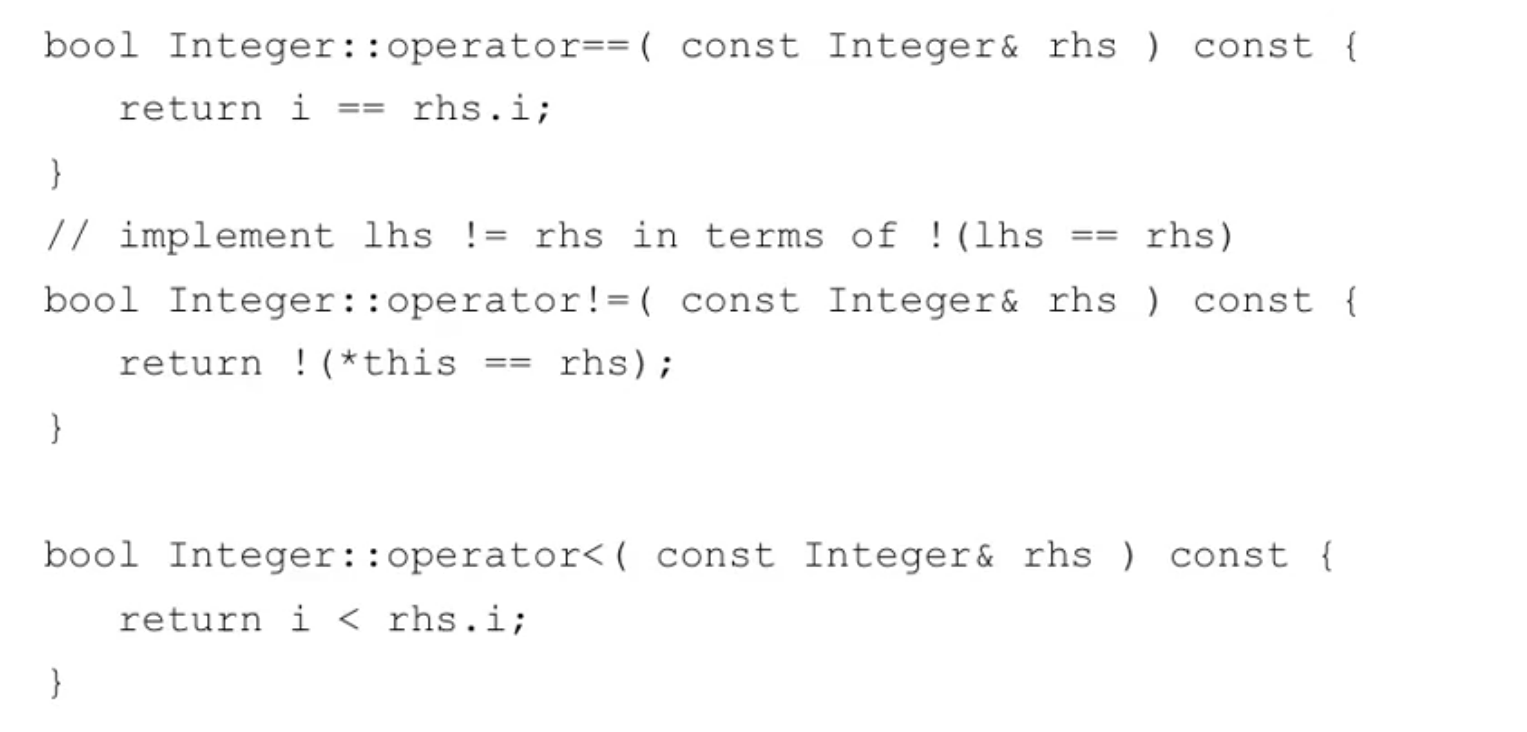 bool Integer::operator==( const Integer& rhs ) const {
   return i == rhs.i;
}
// implement lhs != rhs in terms of !(lhs == rhs)
bool Integer::operator!=( const Integer& rhs ) const {
   return !(*this == rhs);
}

bool Integer::operator<( const Integer& rhs ) const {
   return i < rhs.i;
}